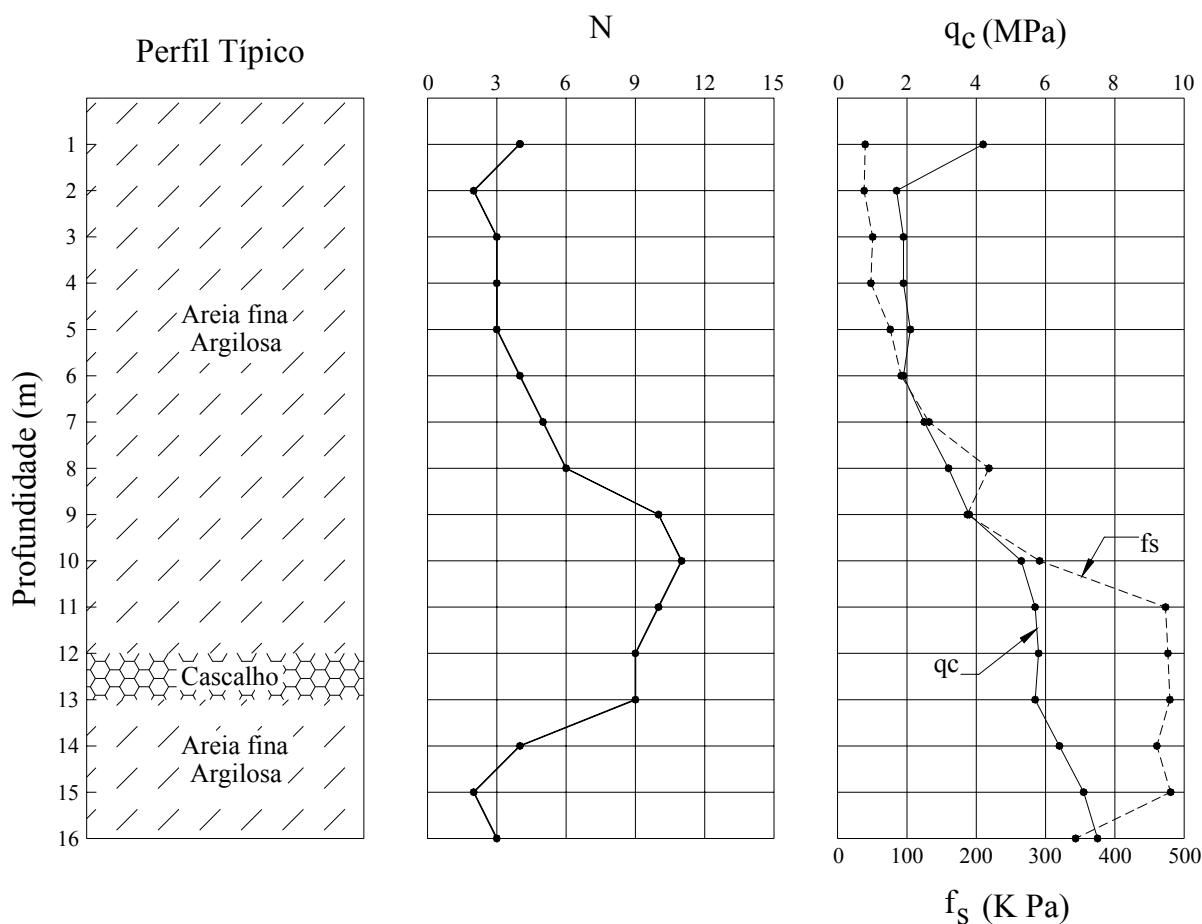 Perfil Típico
N
q_c (MPa)
0 3 6 9 12 15
0 2 4 6 8 10
Profundidade (m)
1
2
3
4
5
6
7
8
9
10
11
12
13
14
15
16
Areia fina
Argilosa
Cascalho
Areia fina
Argilosa
fs
qc
0 100 200 300 400 500
f_s (K Pa)